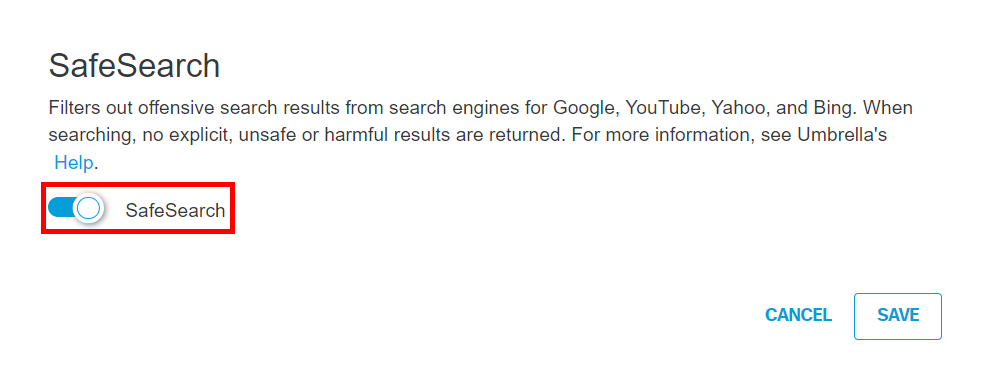 SafeSearch
Filters out offensive search results from search engines for Google, YouTube, Yahoo, and Bing. When
searching, no explicit, unsafe or harmful results are returned. For more information, see Umbrella's
Help.
SafeSearch
CANCEL SAVE